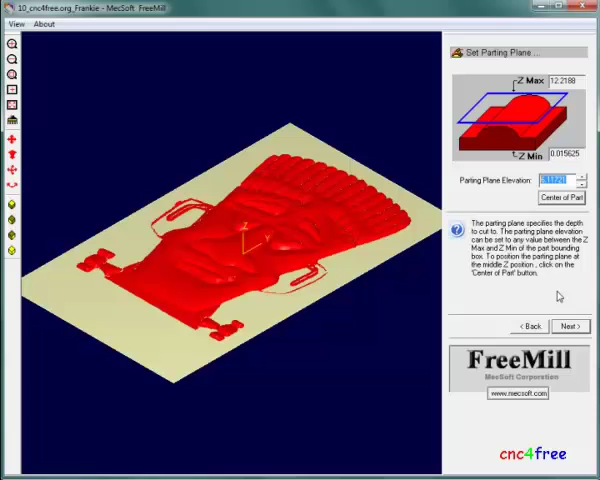 10_cnc4free.org_Frankie - MecSoft FreeMill
View About
Set Parting Plane ...
Z Max 12.2188
Z Min 0.015625
Parting Plane Elevation: 6.11721
Center of Part
The parting plane specifies the depth
to cut to. The parting plane elevation
can be set to any value between the Z
Max and Z Min of the part bounding
box. To position the parting plane at
the middle Z position , click on the
'Center of Part' button.
< Back Next >
FreeMill
MecSoft Corporation
www.mecsoft.com
cnc4free
Z
Y